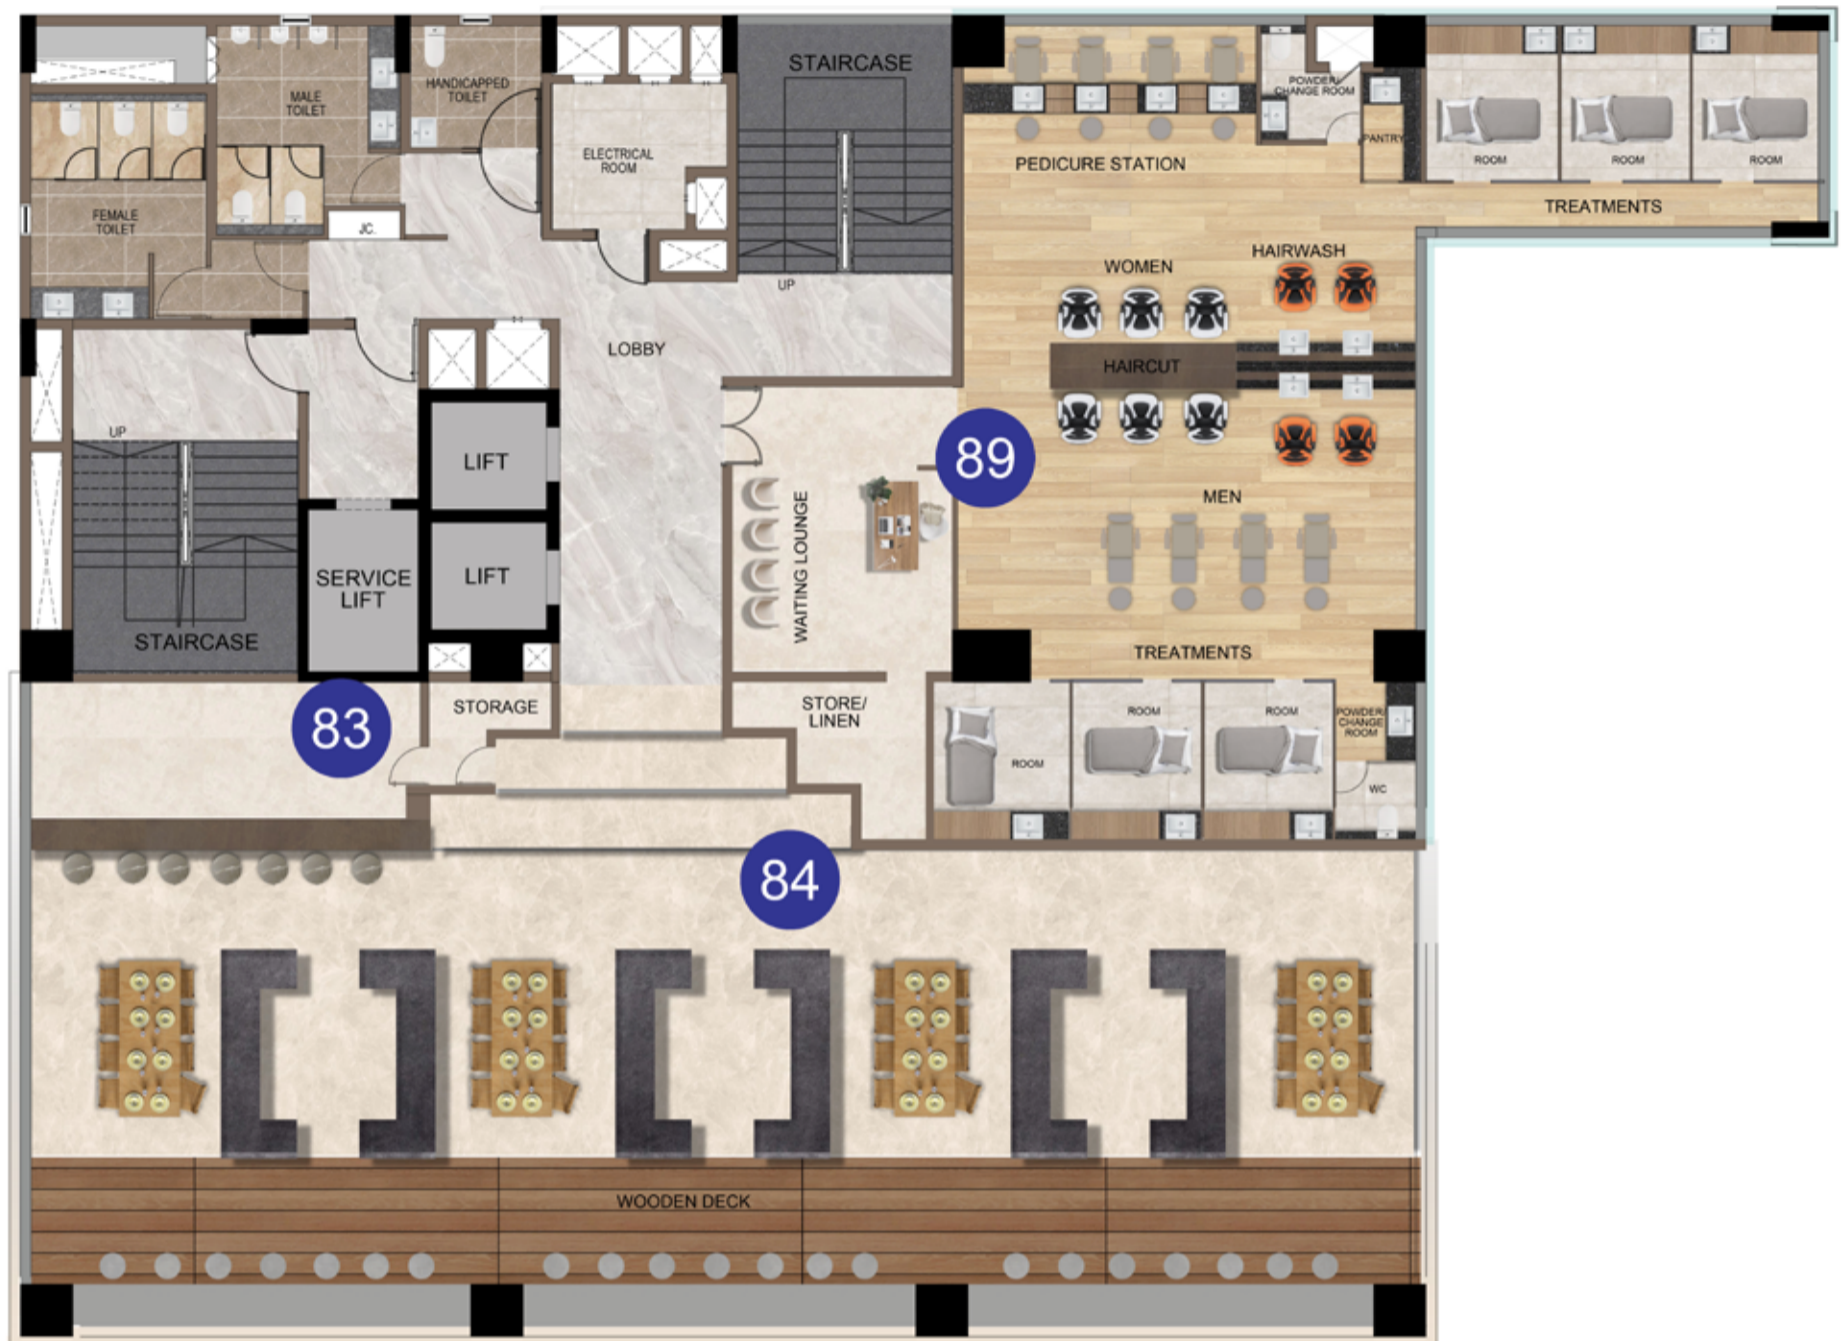 STAIRCASE
HANDICAPPED
TOILET
MALE
TOILET
POWDER/
CHANGE ROOM
PANTRY
ELECTRICAL
ROOM
PEDICURE STATION
ROOM
ROOM
ROOM
TREATMENTS
FEMALE
TOILET
JC.
HAIRWASH
WOMEN
UP
LOBBY
HAIRCUT
UP
LIFT
89
MEN
WAITING LOUNGE
LIFT
SERVICE
LIFT
STAIRCASE
TREATMENTS
STORAGE
STORE/
LINEN
83
ROOM
ROOM
ROOM
POWDER/
CHANGE
ROOM
WC
84
WOODEN DECK